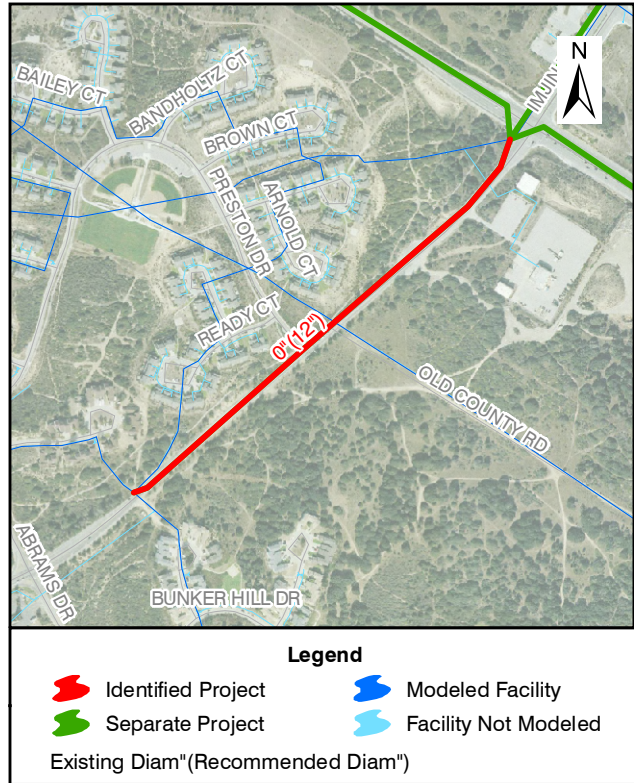 N
IMJIN
BAILEY CT
BANDHOLTZ CT
BROWN CT
PRESTON DR
ARNOLD CT
READY CT
0"(12")
OLD COUNTY RD
ABRAMS DR
BUNKER HILL DR
Legend
Identified Project
Modeled Facility
Separate Project
Facility Not Modeled
Existing Diam"(Recommended Diam")